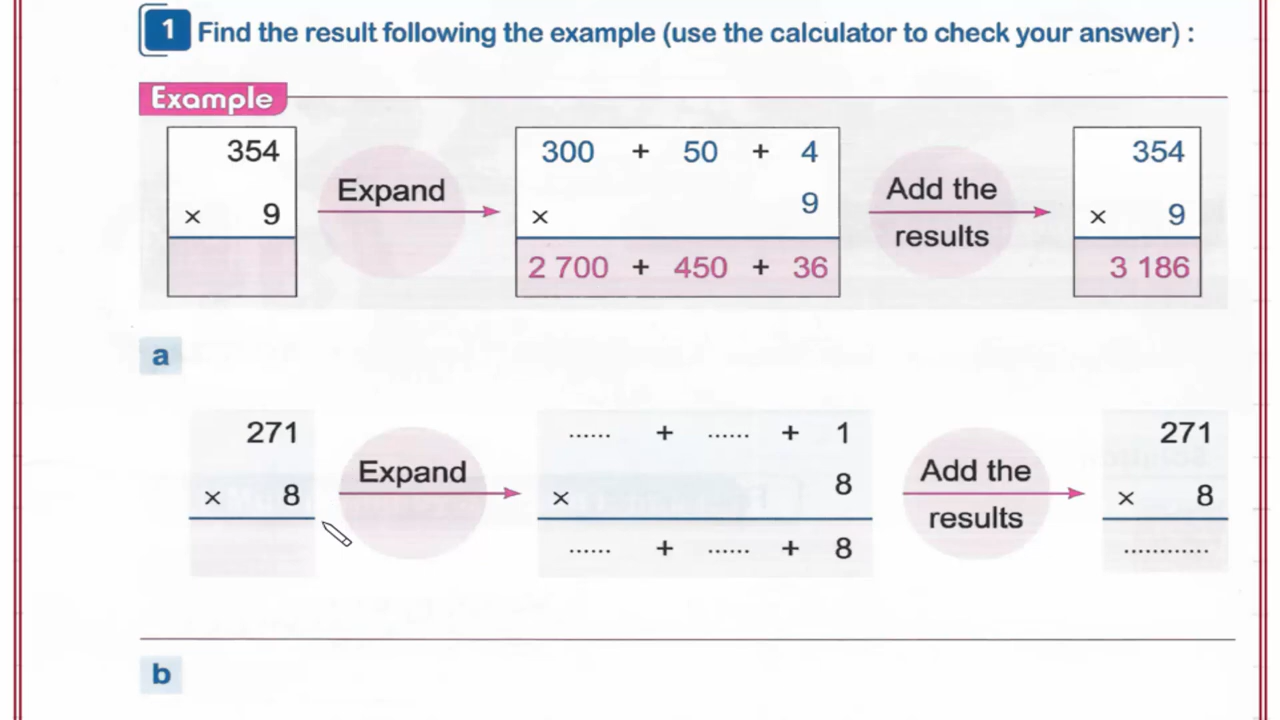 1 Find the result following the example (use the calculator to check your answer) :
Example
354
× 9
Expand
300 + 50 + 4
× 9
2 700 + 450 + 36
Add the
results
354
× 9
3 186
a
271
× 8
Expand
...... + ...... + 1
× 8
...... + ...... + 8
Add the
results
271
× 8
............
b